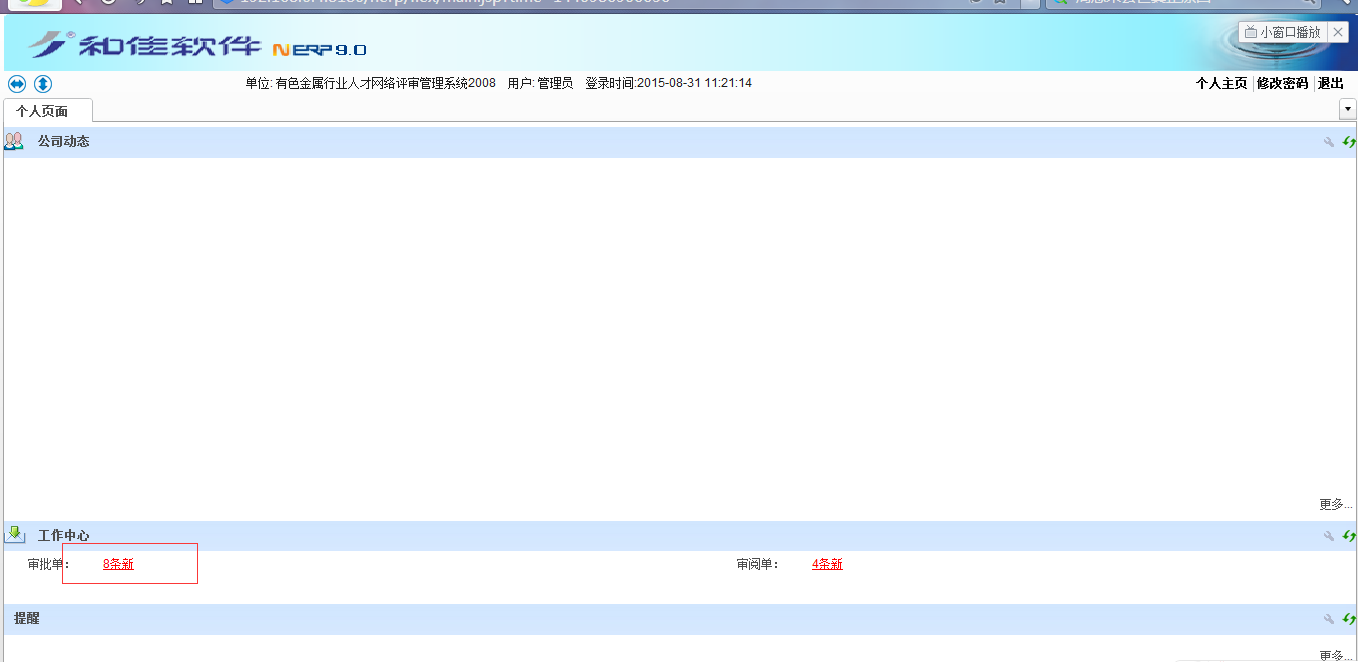 和佳软件 NERP 9.0
小窗口播放
单位: 有色金属行业人才网络评审管理系统2008 用户: 管理员 登录时间:2015-08-31 11:21:14
个人主页 修改密码 退出
个人页面
公司动态
更多...
工作中心
审批单: 8条新 审阅单: 4条新
提醒
更多...